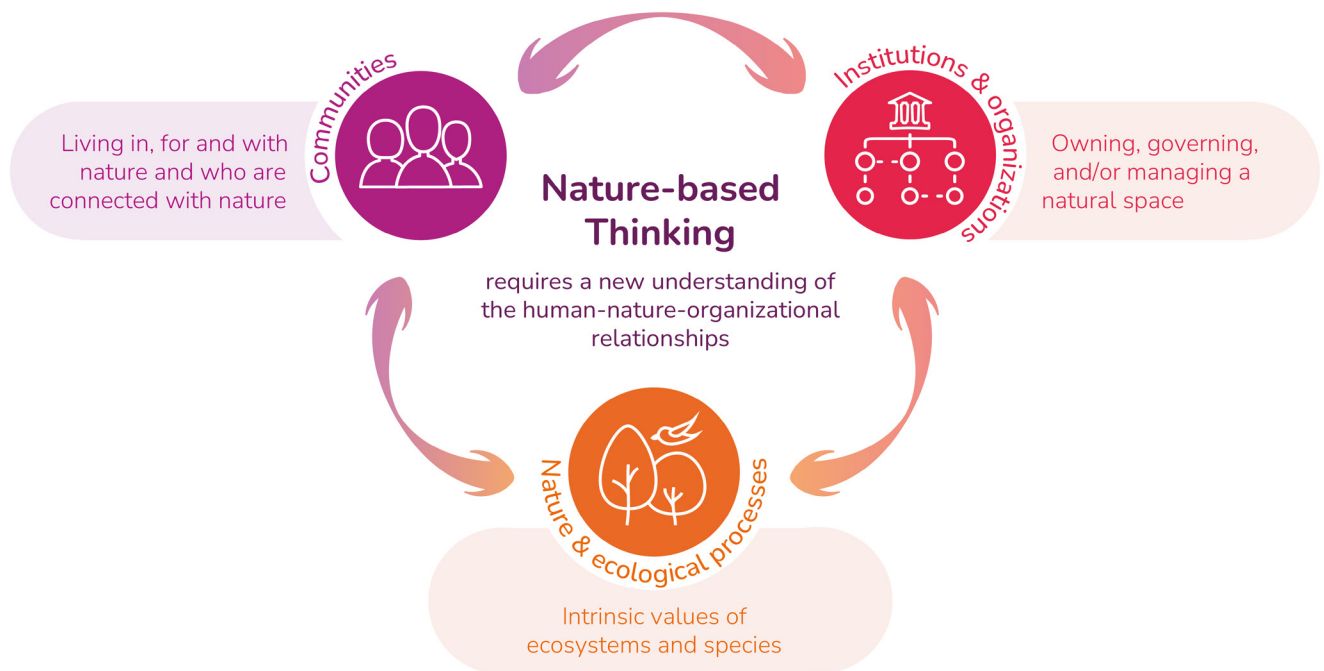 Communities
Living in, for and with
nature and who are
connected with nature
Institutions & organizations
Owning, governing,
and/or managing a
natural space
Nature-based
Thinking
requires a new understanding of
the human-nature-organizational
relationships
Nature & ecological processes
Intrinsic values of
ecosystems and species